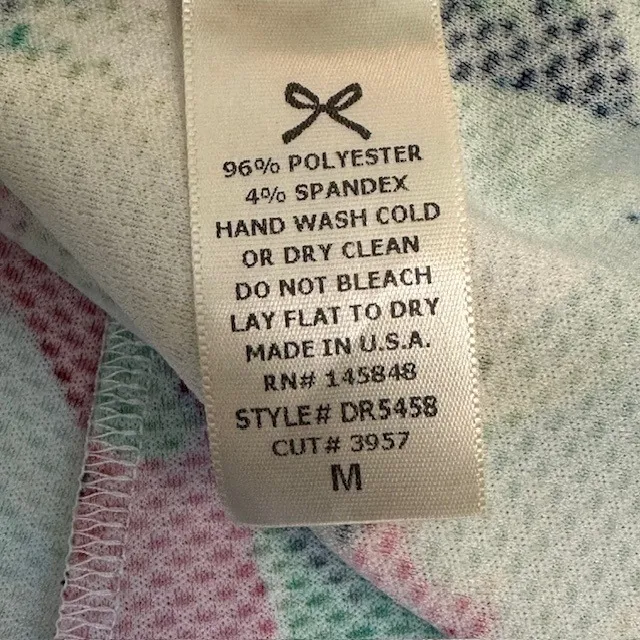 96% POLYESTER
4% SPANDEX
HAND WASH COLD
OR DRY CLEAN
DO NOT BLEACH
LAY FLAT TO DRY
MADE IN U.S.A.
RN# 145848
STYLE# DR5458
CUT# 3957
M